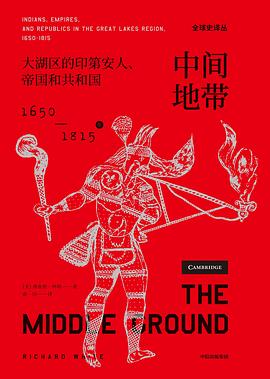 INDIANS, EMPIRES,
AND REPUBLICS IN THE GREAT LAKES REGION,
1650-1815
全球史译丛
大湖区的印第安人、
帝国和共和国
中间
地带
1650
1815
CAMBRIDGE
THE
MIDDLE GROUND
RICHARD WHITE
中信出版集团